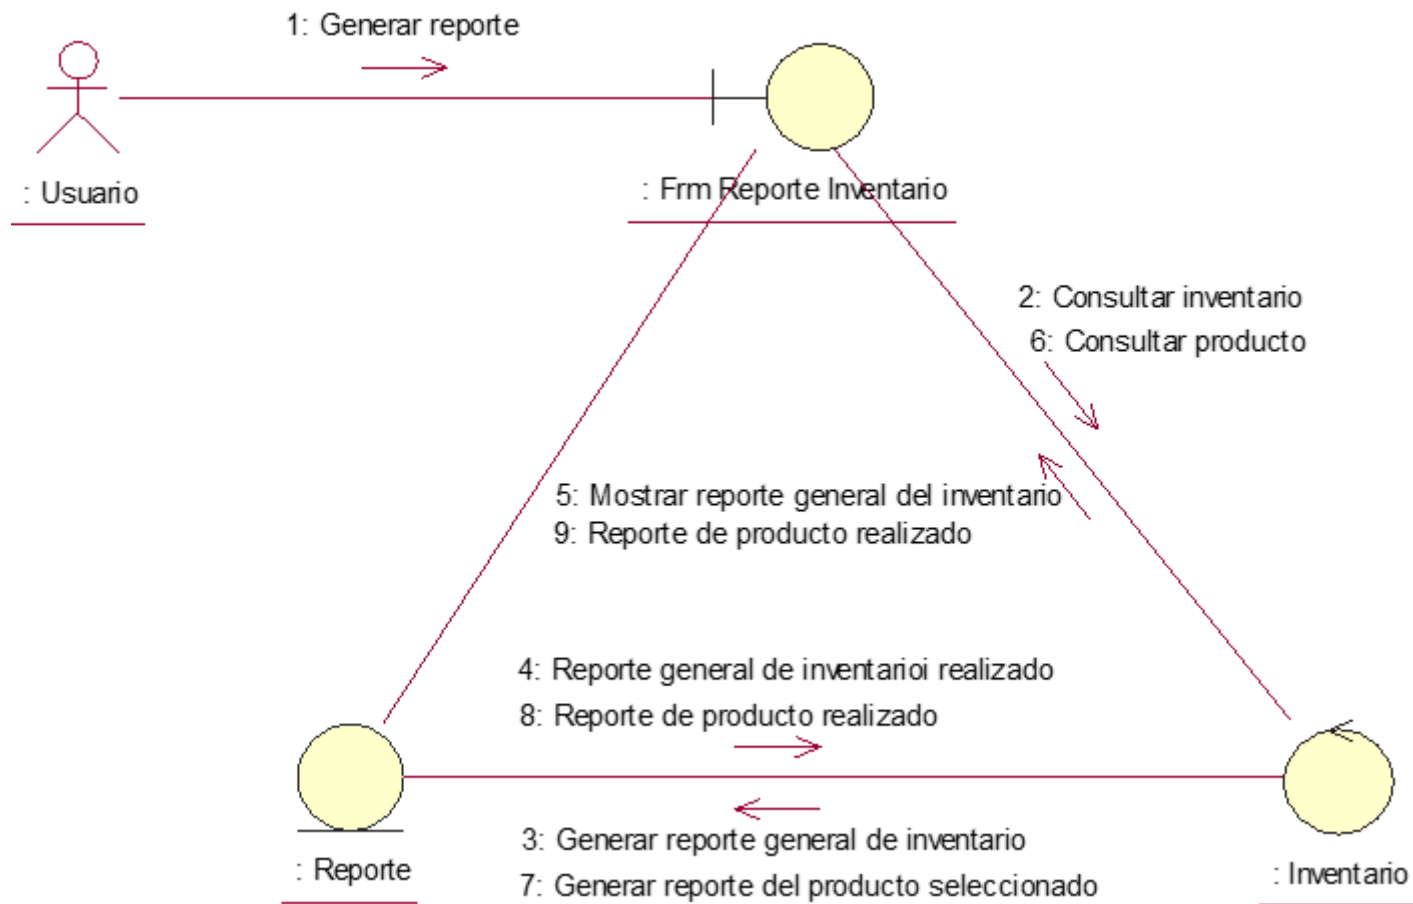 1: Generar reporte
: Usuario
: Frm Reporte Inventario
2: Consultar inventario
6: Consultar producto
5: Mostrar reporte general del inventario
9: Reporte de producto realizado
4: Reporte general de inventarioi realizado
8: Reporte de producto realizado
3: Generar reporte general de inventario
7: Generar reporte del producto seleccionado
: Reporte
: Inventario